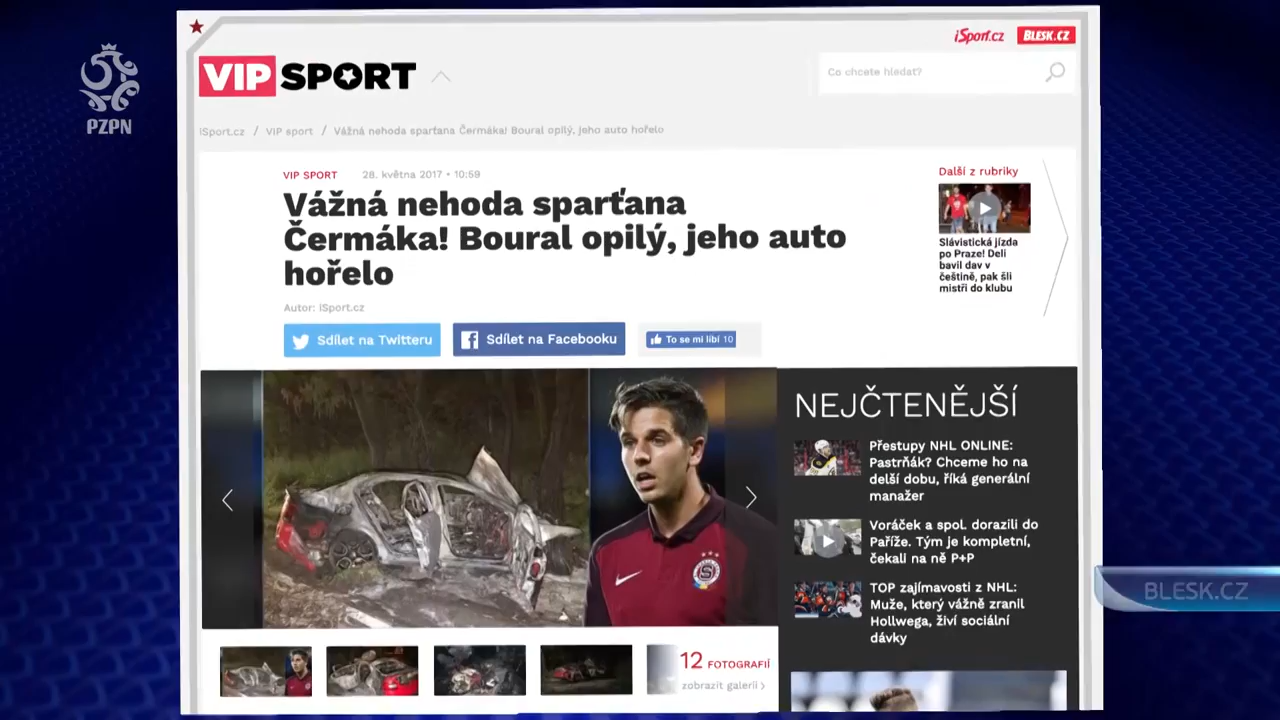 PZPN
iSport.cz BLESK.CZ
VIP SPORT
Co chcete hledat?
iSport.cz / VIP sport / Vážná nehoda sparťana Čermáka! Boural opilý, jeho auto hořelo
VIP SPORT 28. května 2017 • 10:59
Vážná nehoda sparťana
Čermáka! Boural opilý, jeho auto
hořelo
Autor: iSport.cz
Sdílet na Twitteru
Sdílet na Facebooku
To se mi líbí 10
Další z rubriky
Slávistická jízda
po Praze! Deli
bavil dav v
češtině, pak šli
mistři do klubu
NEJČTENĚJŠÍ
Přestupy NHL ONLINE:
Pastrňák? Chceme ho na
delší dobu, říká generální
manažer
Voráček a spol. dorazili do
Paříže. Tým je kompletní,
čekali na ně P+P
TOP zajímavosti z NHL:
Muže, který vážně zranil
Hollwega, živí sociální
dávky
12 FOTOGRAFIÍ
zobrazit galerii >
BLESK.CZ